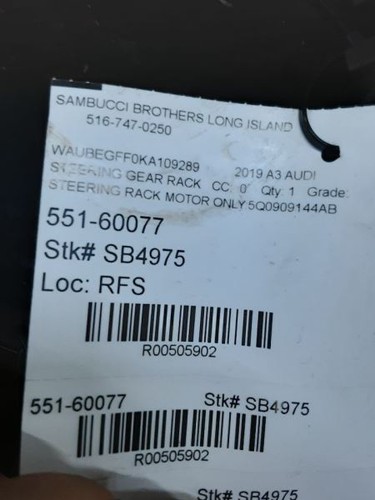 SAMBUCCI BROTHERS LONG ISLAND
516-747-0250
WAUBEGFF0KA109289 2019 A3 AUDI
STEERING GEAR RACK CC: 0' Qty: 1 Grade:
STEERING RACK MOTOR ONLY 5Q0909144AB
551-60077
Stk# SB4975
Loc: RFS
R00505902
551-60077 Stk# SB4975
R00505902
Stk# SB4975